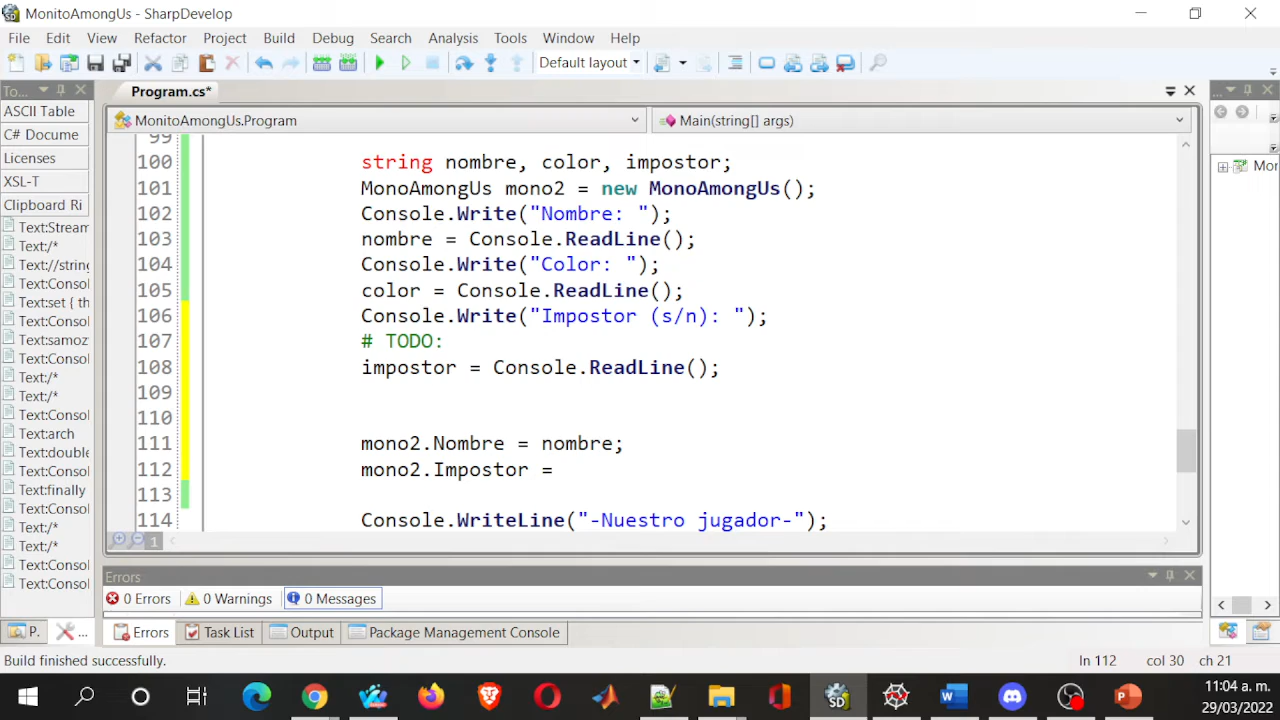 MonitoAmongUs - SharpDevelop
File Edit View Refactor Project Build Debug Search Analysis Tools Window Help
Default layout
To...
Program.cs*
...
ASCII Table
C# Docume
Licenses
XSL-T
Clipboard Ri
Text:Stream
Text:/*
Text://string
Text:Consol
Text:set { th
Text:Consol
Text:samoz
Text:Consol
Text:/*
Text:/*
Text:Consol
Text:arch
Text:double
Text:Consol
Text:finally
Text:Consol
Text:/*
Text:/*
Text:Consol
Text:Consol
MonitoAmongUs.Program Main(string[] args)
99
100 string nombre, color, impostor;
101 MonoAmongUs mono2 = new MonoAmongUs();
102 Console.Write("Nombre: ");
103 nombre = Console.ReadLine();
104 Console.Write("Color: ");
105 color = Console.ReadLine();
106 Console.Write("Impostor (s/n): ");
107 # TODO:
108 impostor = Console.ReadLine();
109
110
111 mono2.Nombre = nombre;
112 mono2.Impostor =
113
114 Console.WriteLine("-Nuestro jugador-");
1
Mor
Errors
0 Errors 0 Warnings 0 Messages
P. ... Errors Task List Output Package Management Console
Build finished successfully. ln 112 col 30 ch 21
11:04 a. m.
29/03/2022